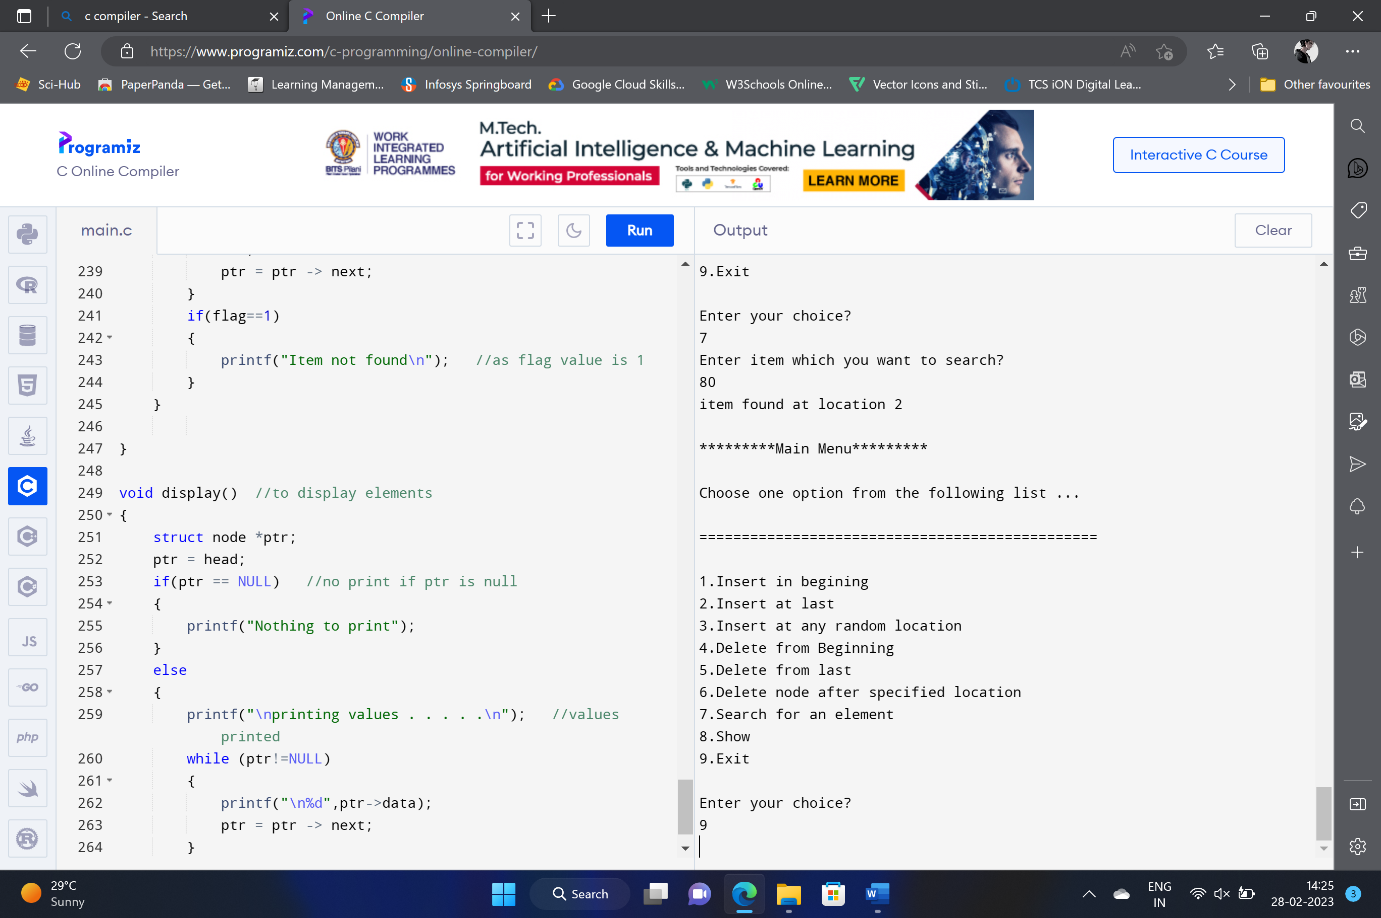 c compiler - Search
Online C Compiler
https://www.programiz.com/c-programming/online-compiler/
Sci-Hub
PaperPanda — Get...
Learning Managem...
Infosys Springboard
Google Cloud Skills...
W3Schools Online...
Vector Icons and Sti...
TCS iON Digital Lea...
Other favourites
Programiz
C Online Compiler
BITS Pilani
WORK
INTEGRATED
LEARNING
PROGRAMMES
M.Tech.
Artificial Intelligence & Machine Learning
for Working Professionals
Tools and Technologies Covered:
LEARN MORE
Interactive C Course
main.c
Run
Output
Clear
239 ptr = ptr -> next;
240 }
241 if(flag==1)
242 {
243 printf("Item not found\n"); //as flag value is 1
244 }
245 }
246
247 }
248
249 void display() //to display elements
250 {
251 struct node *ptr;
252 ptr = head;
253 if(ptr == NULL) //no print if ptr is null
254 {
255 printf("Nothing to print");
256 }
257 else
258 {
259 printf("\nprinting values . . . . .\n"); //values
printed
260 while (ptr!=NULL)
261 {
262 printf("\n%d",ptr->data);
263 ptr = ptr -> next;
264 }
9.Exit
Enter your choice?
7
Enter item which you want to search?
80
item found at location 2
*********Main Menu*********
Choose one option from the following list ...
===============================================
1.Insert in begining
2.Insert at last
3.Insert at any random location
4.Delete from Beginning
5.Delete from last
6.Delete node after specified location
7.Search for an element
8.Show
9.Exit
Enter your choice?
9
JS
GO
php
29°C
Sunny
Search
ENG
IN
14:25
28-02-2023
3